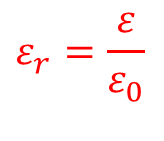 εᵣ = ε / ε₀